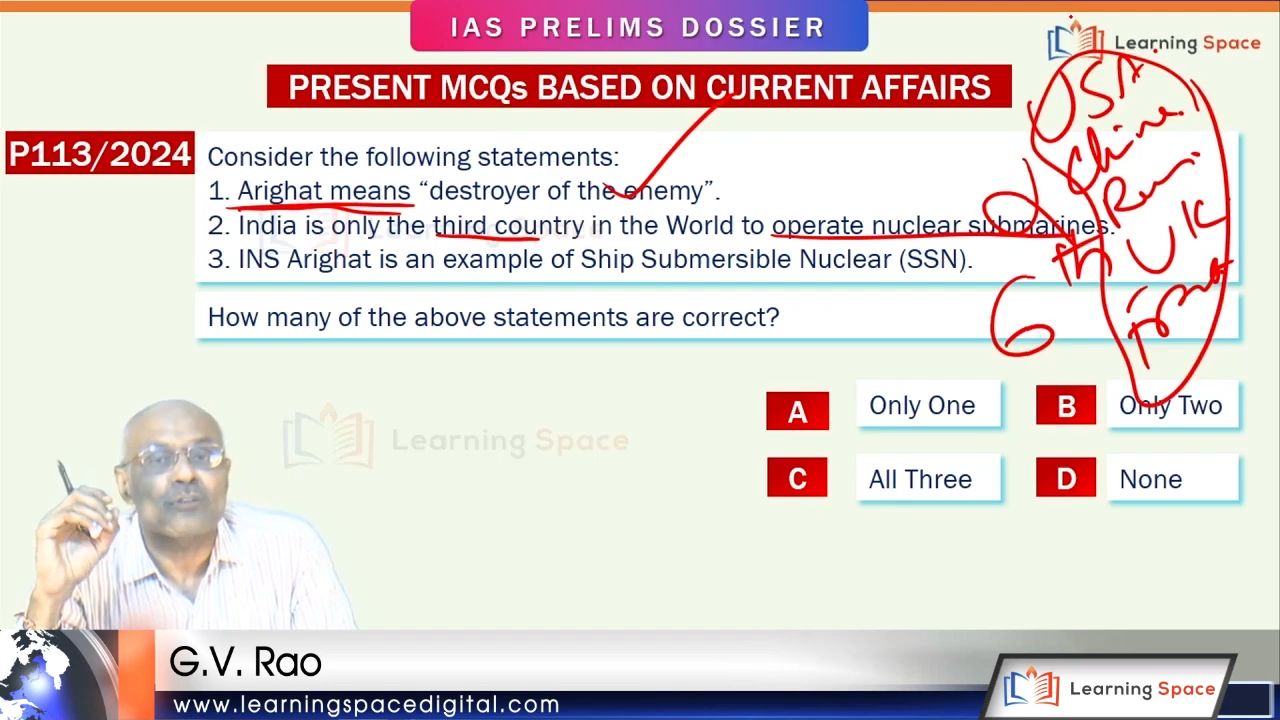 IAS PRELIMS DOSSIER
Learning Space
PRESENT MCQs BASED ON CURRENT AFFAIRS
P113/2024
Consider the following statements:
1. Arighat means “destroyer of the enemy”.
2. India is only the third country in the World to operate nuclear submarines.
3. INS Arighat is an example of Ship Submersible Nuclear (SSN).
How many of the above statements are correct?
USA
China
UK
6th
A Only One
B Only Two
C All Three
D None
Learning Space
G.V. Rao
www.learningspacedigital.com
Learning Space